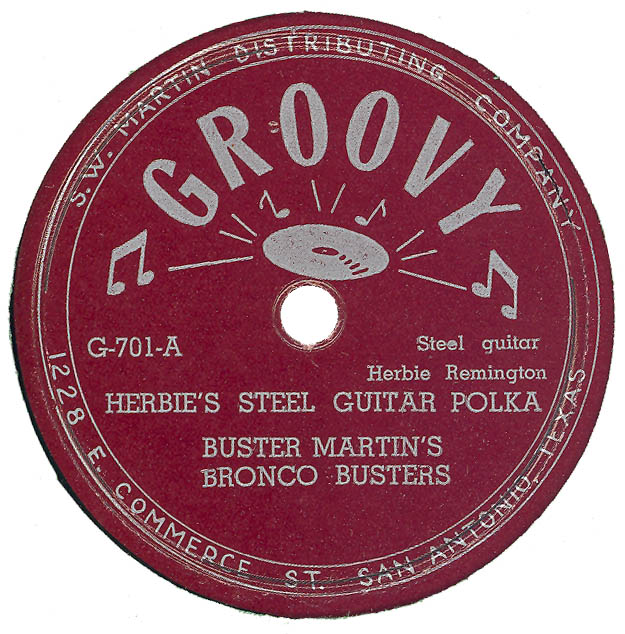 S.W. MARTIN DISTRIBUTING COMPANY
GROOVY
G-701-A
Steel guitar
Herbie Remington
HERBIE'S STEEL GUITAR POLKA
BUSTER MARTIN'S
BRONCO BUSTERS
1228 E. COMMERCE ST. SAN ANTONIO, TEXAS